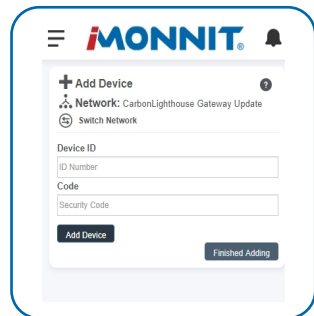 iMONNIT®
Add Device
?
Network: CarbonLighthouse Gateway Update
Switch Network
Device ID
ID Number
Code
Security Code
Add Device
Finished Adding